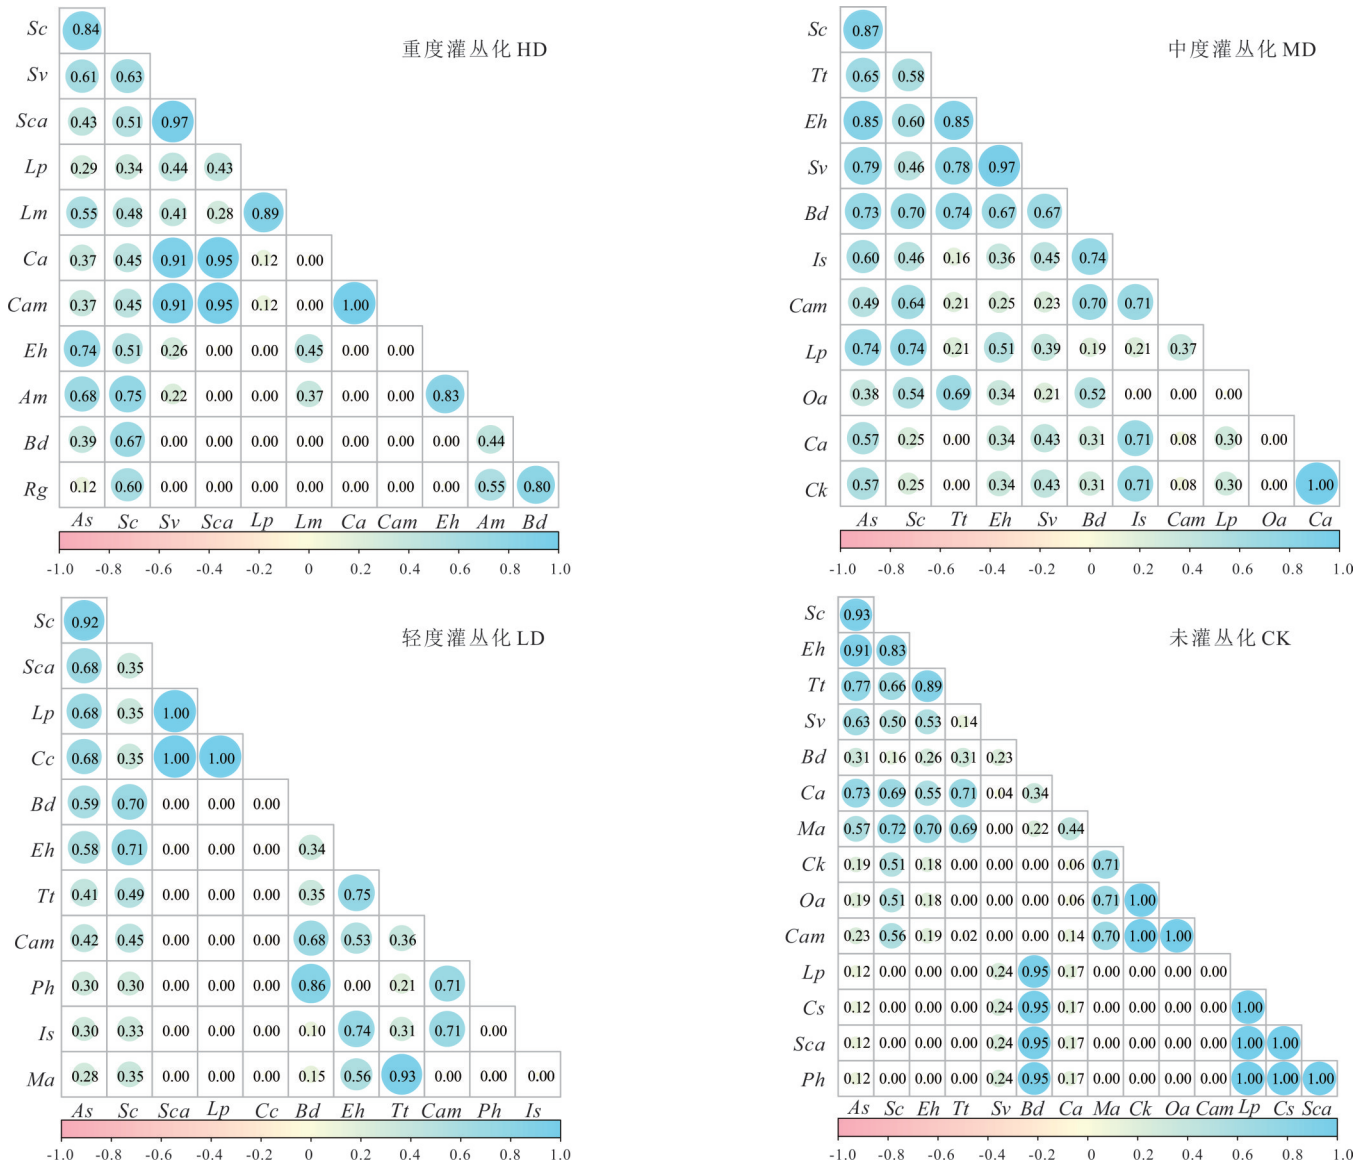 重度灌丛化 HD
Sc 0.84
Sv 0.61 0.63
Sca 0.43 0.51 0.97
Lp 0.29 0.34 0.44 0.43
Lm 0.55 0.48 0.41 0.28 0.89
Ca 0.37 0.45 0.91 0.95 0.12 0.00
Cam 0.37 0.45 0.91 0.95 0.12 0.00 1.00
Eh 0.74 0.51 0.26 0.00 0.00 0.45 0.00 0.00
Am 0.68 0.75 0.22 0.00 0.00 0.37 0.00 0.00 0.83
Bd 0.39 0.67 0.00 0.00 0.00 0.00 0.00 0.00 0.00 0.44
Rg 0.12 0.60 0.00 0.00 0.00 0.00 0.00 0.00 0.00 0.55 0.80
As Sc Sv Sca Lp Lm Ca Cam Eh Am Bd
-1.0 -0.8 -0.6 -0.4 -0.2 0 0.2 0.4 0.6 0.8 1.0
中度灌丛化 MD
Sc 0.87
Tt 0.65 0.58
Eh 0.85 0.60 0.85
Sv 0.79 0.46 0.78 0.97
Bd 0.73 0.70 0.74 0.67 0.67
Is 0.60 0.46 0.16 0.36 0.45 0.74
Cam 0.49 0.64 0.21 0.25 0.23 0.70 0.71
Lp 0.74 0.74 0.21 0.51 0.39 0.19 0.21 0.37
Oa 0.38 0.54 0.69 0.34 0.21 0.52 0.00 0.00 0.00
Ca 0.57 0.25 0.00 0.34 0.43 0.31 0.71 0.08 0.30 0.00
Ck 0.57 0.25 0.00 0.34 0.43 0.31 0.71 0.08 0.30 0.00 1.00
As Sc Tt Eh Sv Bd Is Cam Lp Oa Ca
-1.0 -0.8 -0.6 -0.4 -0.2 0 0.2 0.4 0.6 0.8 1.0
轻度灌丛化 LD
Sc 0.92
Sca 0.68 0.35
Lp 0.68 0.35 1.00
Cc 0.68 0.35 1.00 1.00
Bd 0.59 0.70 0.00 0.00 0.00
Eh 0.58 0.71 0.00 0.00 0.00 0.34
Tt 0.41 0.49 0.00 0.00 0.00 0.35 0.75
Cam 0.42 0.45 0.00 0.00 0.00 0.68 0.53 0.36
Ph 0.30 0.30 0.00 0.00 0.00 0.86 0.00 0.21 0.71
Is 0.30 0.33 0.00 0.00 0.00 0.10 0.74 0.31 0.71 0.00
Ma 0.28 0.35 0.00 0.00 0.00 0.15 0.56 0.93 0.00 0.00 0.00
As Sc Sca Lp Cc Bd Eh Tt Cam Ph Is
-1.0 -0.8 -0.6 -0.4 -0.2 0 0.2 0.4 0.6 0.8 1.0
未灌丛化 CK
Sc 0.93
Eh 0.91 0.83
Tt 0.77 0.66 0.89
Sv 0.63 0.50 0.53 0.14
Bd 0.31 0.16 0.26 0.31 0.23
Ca 0.73 0.69 0.55 0.71 0.04 0.34
Ma 0.57 0.72 0.70 0.69 0.00 0.22 0.44
Ck 0.19 0.51 0.18 0.00 0.00 0.00 0.06 0.71
Oa 0.19 0.51 0.18 0.00 0.00 0.00 0.06 0.71 1.00
Cam 0.23 0.56 0.19 0.02 0.00 0.00 0.14 0.70 1.00 1.00
Lp 0.12 0.00 0.00 0.00 0.24 0.95 0.17 0.00 0.00 0.00 0.00
Cs 0.12 0.00 0.00 0.00 0.24 0.95 0.17 0.00 0.00 0.00 0.00 1.00
Sca 0.12 0.00 0.00 0.00 0.24 0.95 0.17 0.00 0.00 0.00 0.00 1.00 1.00
Ph 0.12 0.00 0.00 0.00 0.24 0.95 0.17 0.00 0.00 0.00 0.00 1.00 1.00 1.00
As Sc Eh Tt Sv Bd Ca Ma Ck Oa Cam Lp Cs Sca
-1.0 -0.8 -0.6 -0.4 -0.2 0 0.2 0.4 0.6 0.8 1.0